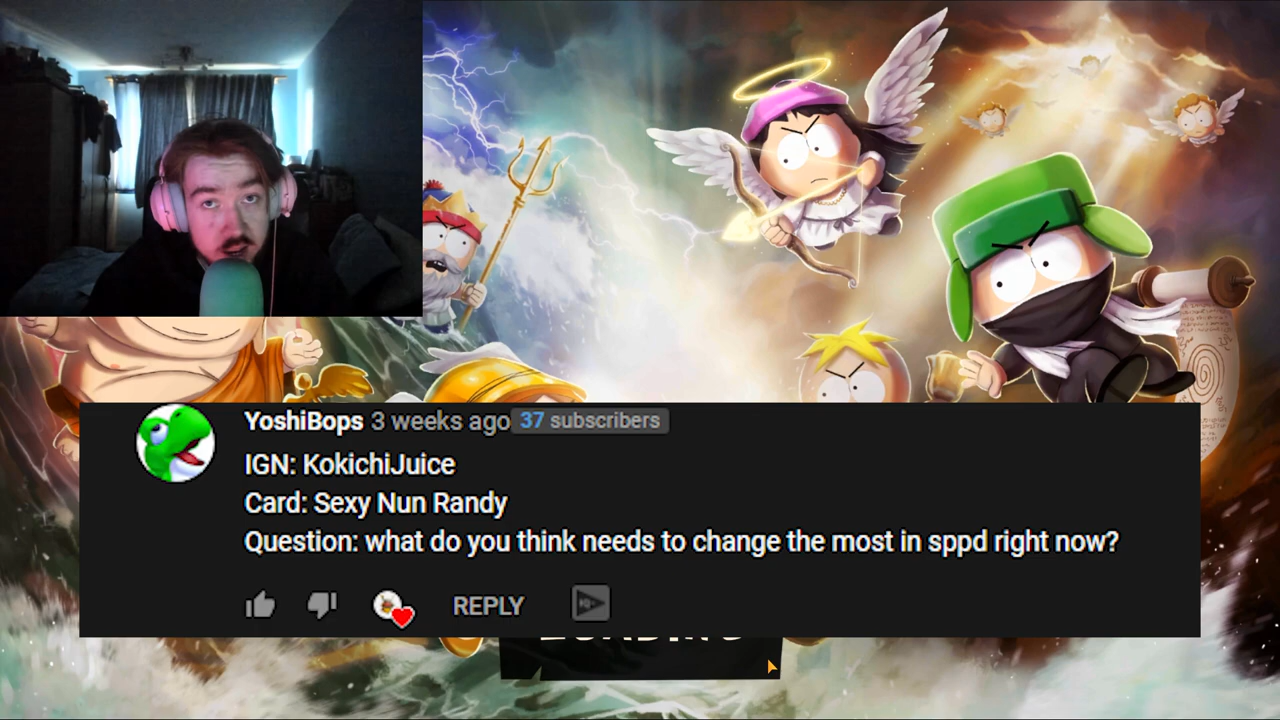 YoshiBops 3 weeks ago 37 subscribers
IGN: KokichiJuice
Card: Sexy Nun Randy
Question: what do you think needs to change the most in sppd right now?
REPLY
LOADING